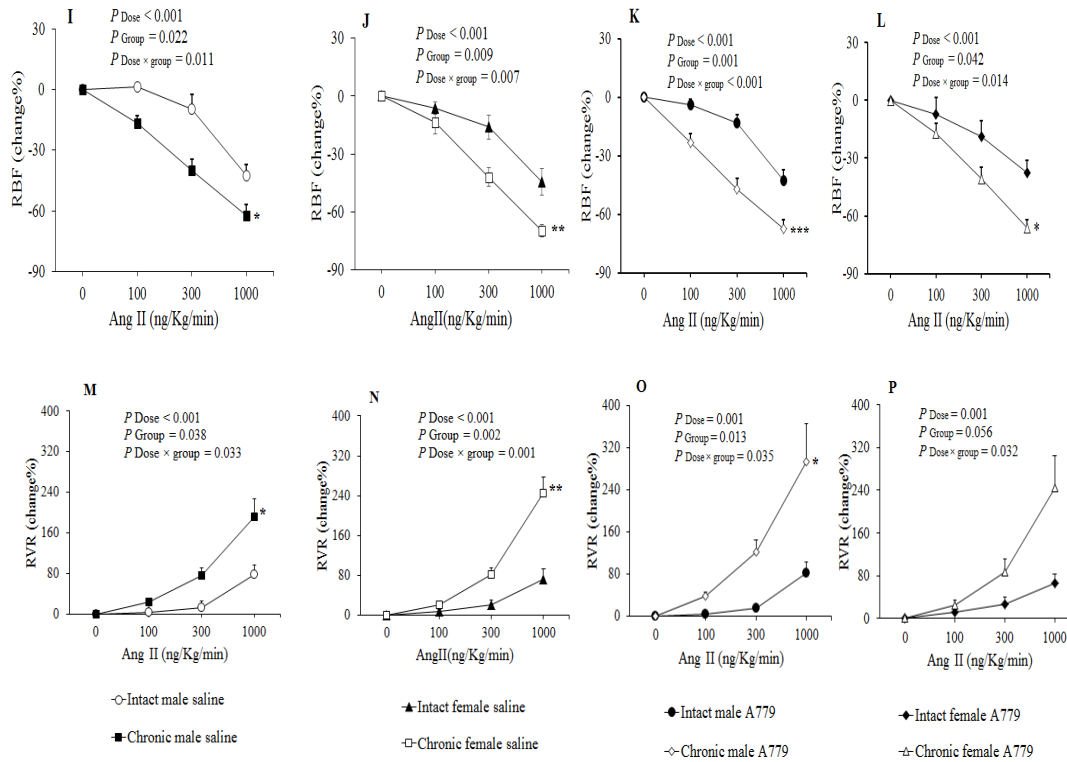 I
P Dose < 0.001
P Group = 0.022
P Dose × group = 0.011
30
0
-30
-60
-90
RBF (change%)
*
0 100 300 1000
Ang II (ng/Kg/min)
J
P Dose < 0.001
P Group = 0.009
P Dose × group = 0.007
30
0
-30
-60
-90
RBF (change%)
**
0 100 300 1000
AngII(ng/Kg/min)
K
P Dose < 0.001
P Group = 0.001
P Dose × group < 0.001
30
0
-30
-60
-90
RBF (change%)
***
0 100 300 1000
Ang II (ng/Kg/min)
L
P Dose < 0.001
P Group = 0.042
P Dose × group = 0.014
30
0
-30
-60
-90
RBF (change%)
*
0 100 300 1000
Ang II (ng/Kg/min)
M
P Dose < 0.001
P Group = 0.038
P Dose × group = 0.033
400
320
240
160
80
0
RVR (change%)
*
0 100 300 1000
Ang II (ng/Kg/min)
N
P Dose < 0.001
P Group = 0.002
P Dose × group = 0.001
400
320
240
160
80
0
RVR (change%)
**
0 100 300 1000
AngII(ng/Kg/min)
O
P Dose = 0.001
P Group = 0.013
P Dose × group = 0.035
400
320
240
160
80
0
RVR (change%)
*
0 100 300 1000
Ang II (ng/Kg/min)
P
P Dose = 0.001
P Group = 0.056
P Dose × group = 0.032
400
320
240
160
80
0
RVR (change%)
0 100 300 1000
Ang II (ng/Kg/min)
Intact male saline
Chronic male saline
Intact female saline
Chronic female saline
Intact male A779
Chronic male A779
Intact female A779
Chronic female A779